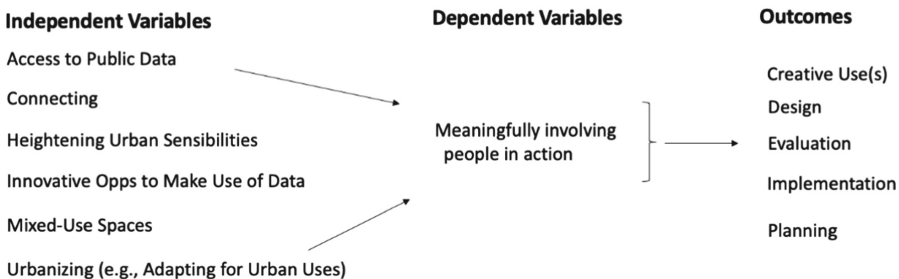 Independent Variables
Access to Public Data
Connecting
Heightening Urban Sensibilities
Innovative Opps to Make Use of Data
Mixed-Use Spaces
Urbanizing (e.g., Adapting for Urban Uses)
Dependent Variables
Meaningfully involving
people in action
Outcomes
Creative Use(s)
Design
Evaluation
Implementation
Planning